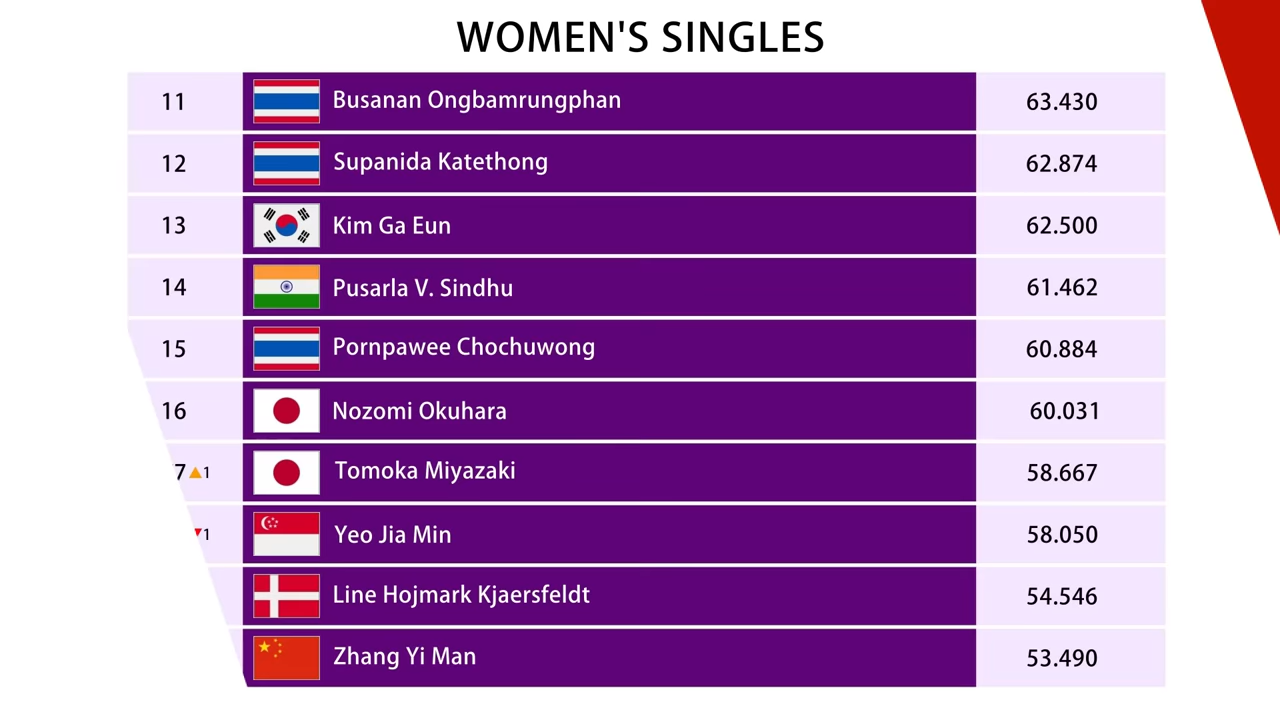 WOMEN'S SINGLES
11 Busanan Ongbamrungphan 63.430
12 Supanida Katethong 62.874
13 Kim Ga Eun 62.500
14 Pusarla V. Sindhu 61.462
15 Pornpawee Chochuwong 60.884
16 Nozomi Okuhara 60.031
7 ▲1 Tomoka Miyazaki 58.667
▼1 Yeo Jia Min 58.050
Line Hojmark Kjaersfeldt 54.546
Zhang Yi Man 53.490